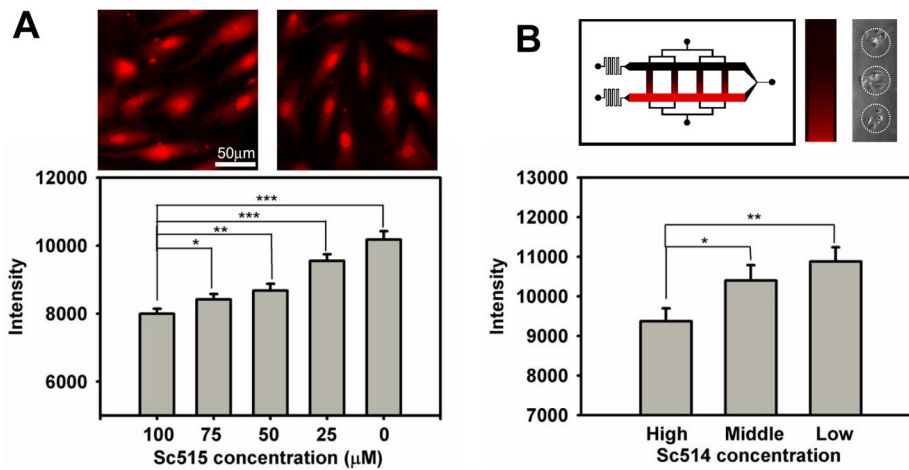 A
50µm
12000
10000
8000
6000
Intensity
***
***
**
*
100 75 50 25 0
Sc515 concentration (µM)
B
13000
12000
11000
10000
9000
8000
7000
Intensity
**
*
High Middle Low
Sc514 concentration